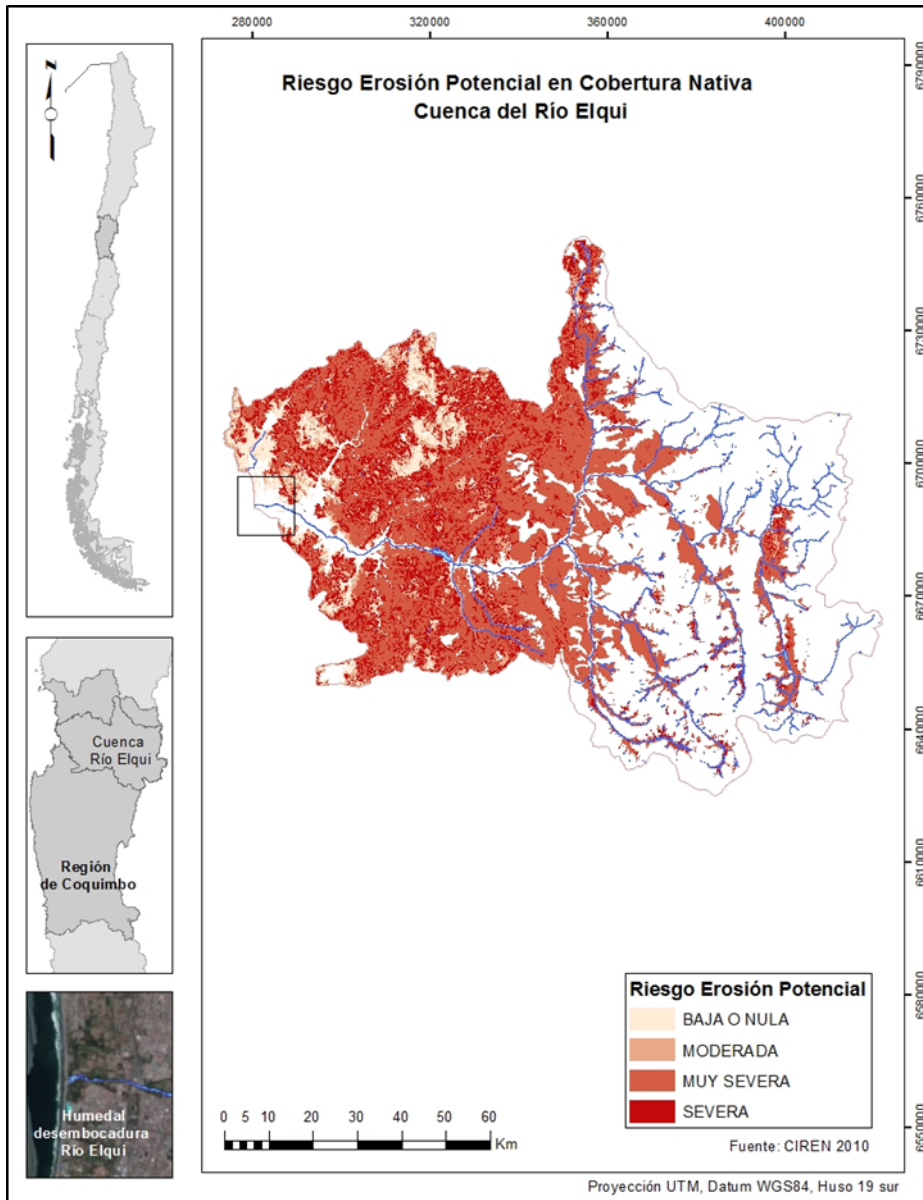 280000 320000 360000 400000
Riesgo Erosión Potencial en Cobertura Nativa
Cuenca del Río Elqui
N
6790000
6760000
6730000
6700000
6670000
6640000
6610000
6580000
6550000
Cuenca
Río Elqui
Región
de Coquimbo
Humedal
desembocadura
Río Elqui
Riesgo Erosión Potencial
BAJA O NULA
MODERADA
MUY SEVERA
SEVERA
0 5 10 20 30 40 50 60
Km
Fuente: CIREN 2010
Proyección UTM, Datum WGS84, Huso 19 sur